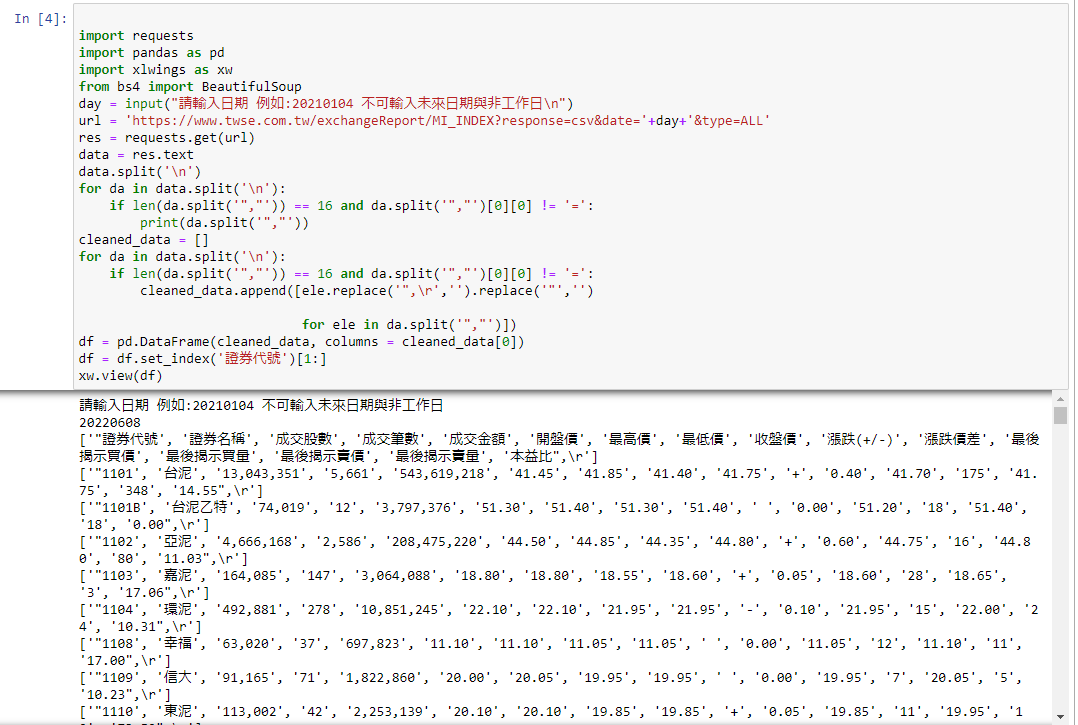 In [4]:
import requests
import pandas as pd
import xlwings as xw
from bs4 import BeautifulSoup
day = input("請輸入日期 例如:20210104 不可輸入未來日期與非工作日\n")
url = 'https://www.twse.com.tw/exchangeReport/MI_INDEX?response=csv&date='+day+'&type=ALL'
res = requests.get(url)
data = res.text
data.split('\n')
for da in data.split('\n'):
    if len(da.split('","')) == 16 and da.split('","')[0][0] != '=':
        print(da.split('","'))
cleaned_data = []
for da in data.split('\n'):
    if len(da.split('","')) == 16 and da.split('","')[0][0] != '=':
        cleaned_data.append([ele.replace('",\r','').replace('"','')
                            for ele in da.split('","')])
df = pd.DataFrame(cleaned_data, columns = cleaned_data[0])
df = df.set_index('證券代號')[1:]
xw.view(df)
請輸入日期 例如:20210104 不可輸入未來日期與非工作日
20220608
['"證券代號', '證券名稱', '成交股數', '成交筆數', '成交金額', '開盤價', '最高價', '最低價', '收盤價', '漲跌(+/-)', '漲跌價差', '最後
揭示買價', '最後揭示買量', '最後揭示賣價', '最後揭示賣量', '本益比",\r']
['"1101', '台泥', '13,043,351', '5,661', '543,619,218', '41.45', '41.85', '41.40', '41.75', '+', '0.40', '41.70', '175', '41.
75', '348', '14.55",\r']
['"1101B', '台泥乙特', '74,019', '12', '3,797,376', '51.30', '51.40', '51.30', '51.40', ' ', '0.00', '51.20', '18', '51.40',
'18', '0.00",\r']
['"1102', '亞泥', '4,666,168', '2,586', '208,475,220', '44.50', '44.85', '44.35', '44.80', '+', '0.60', '44.75', '16', '44.8
0', '80', '11.03",\r']
['"1103', '嘉泥', '164,085', '147', '3,064,088', '18.80', '18.80', '18.55', '18.60', '+', '0.05', '18.60', '28', '18.65',
'3', '17.06",\r']
['"1104', '環泥', '492,881', '278', '10,851,245', '22.10', '22.10', '21.95', '21.95', '-', '0.10', '21.95', '15', '22.00', '2
4', '10.31",\r']
['"1108', '幸福', '63,020', '37', '697,823', '11.10', '11.10', '11.05', '11.05', ' ', '0.00', '11.05', '12', '11.10', '11',
'17.00",\r']
['"1109', '信大', '91,165', '71', '1,822,860', '20.00', '20.05', '19.95', '19.95', ' ', '0.00', '19.95', '7', '20.05', '5',
'10.23",\r']
['"1110', '東泥', '113,002', '42', '2,253,139', '20.10', '20.10', '19.85', '19.85', '+', '0.05', '19.85', '11', '19.95', '1